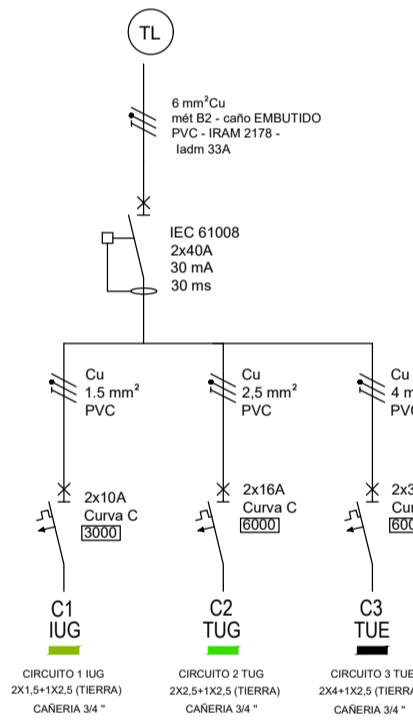 TL
6 mm²Cu
mét B2 - caño EMBUTIDO
PVC - IRAM 2178 -
Iadm 33A
IEC 61008
2x40A
30 mA
30 ms
Cu
1.5 mm²
PVC
Cu
2,5 mm²
PVC
Cu
4
2x10A
Curva C
3000
2x16A
Curva C
6000
C1
IUG
C2
TUG
C3
TUE
CIRCUITO 1 IUG
2X1,5+1X2,5 (TIERRA)
CAÑERIA 3/4 "
CIRCUITO 2 TUG
2X2,5+1X2,5 (TIERRA)
CAÑERIA 3/4 "
CIRCUITO 3 TUE
2X4+1X2,5 (TIERRA)
CAÑERIA 3/4 "